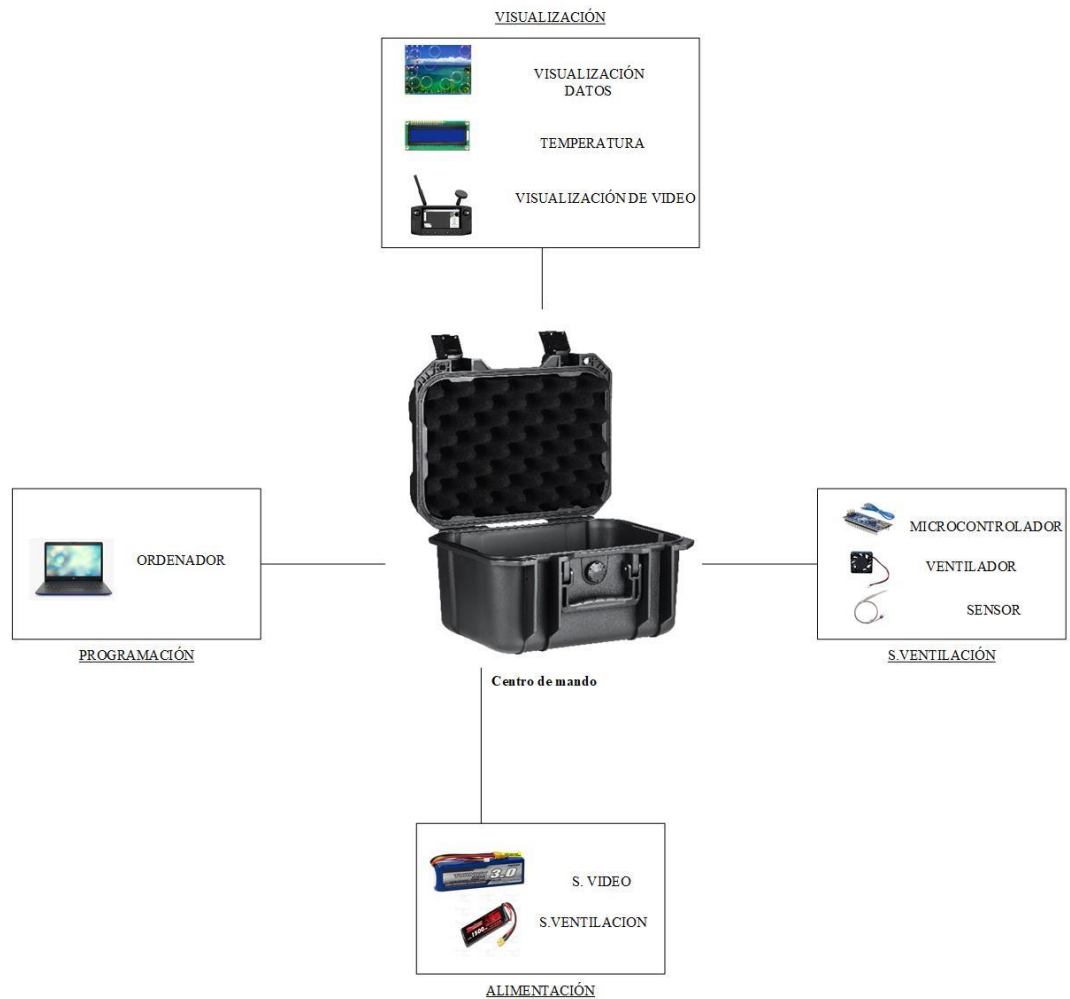 VISUALIZACIÓN
VISUALIZACIÓN
DATOS
TEMPERATURA
VISUALIZACIÓN DE VIDEO
ORDENADOR
PROGRAMACIÓN
MICROCONTROLADOR
VENTILADOR
SENSOR
S.VENTILACIÓN
Centro de mando
3.0
S. VIDEO
1500
S.VENTILACION
ALIMENTACIÓN